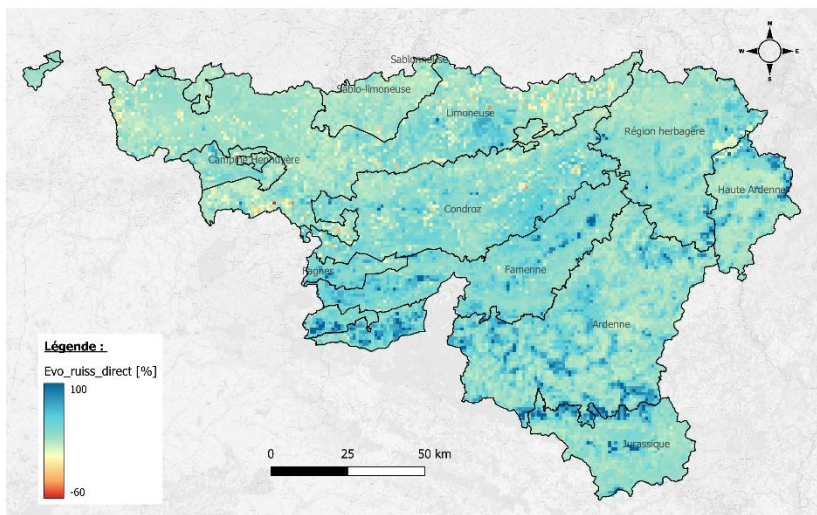 N
W E
S
Sablonneuse
Sablo-limoneuse
Limoneuse
Région herbagère
Campine Hennuyère
Haute Ardenne
Condroz
Fagnes
Famenne
Ardenne
Jurassique
Légende :
Evo_ruiss_direct [%]
100
-60
0 25 50 km